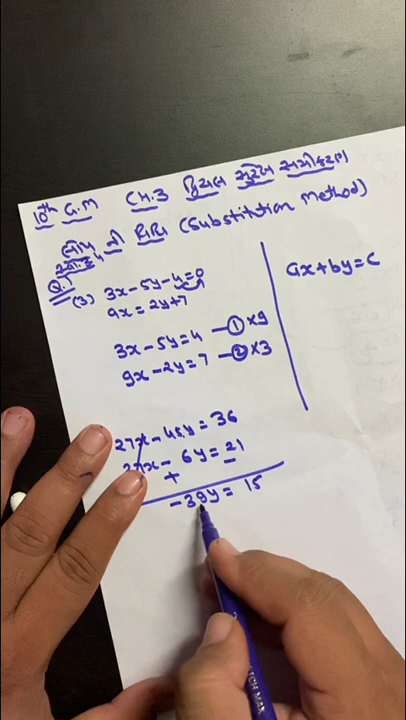 10th G.M Ch.3 દ્વિચલ સુરેખ સમીકરણ
લોપ ની રીત (Substitution Method)
Q.1
(3) 3x - 5y - 4 = 0
9x = 2y + 7
3x - 5y = 4 — ① ×9
9x - 2y = 7 — ② ×3
27x - 45y = 36
27x - 6y = 21
+ −
-39y = 15
ax + by = c